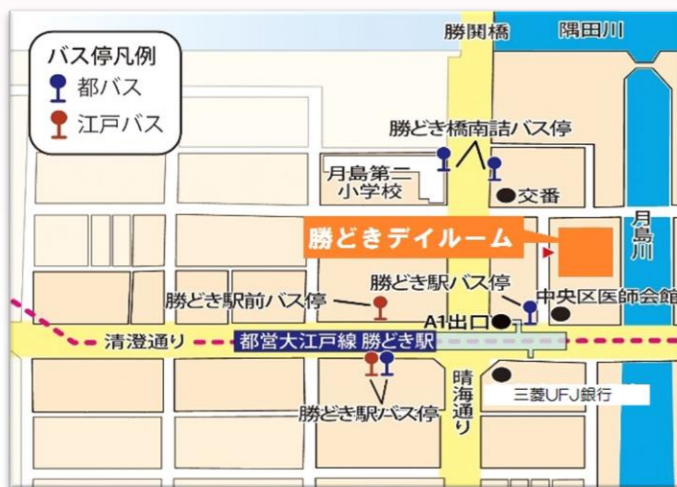 バス停凡例
都バス
江戸バス
勝鬨橋
隅田川
勝どき橋南詰バス停
月島第二
小学校
交番
月島川
勝どきデイルーム
勝どき駅バス停
勝どき駅前バス停
中央区医師会館
A1出口
清澄通り
都営大江戸線 勝どき駅
勝どき駅バス停
晴海通り
三菱UFJ銀行